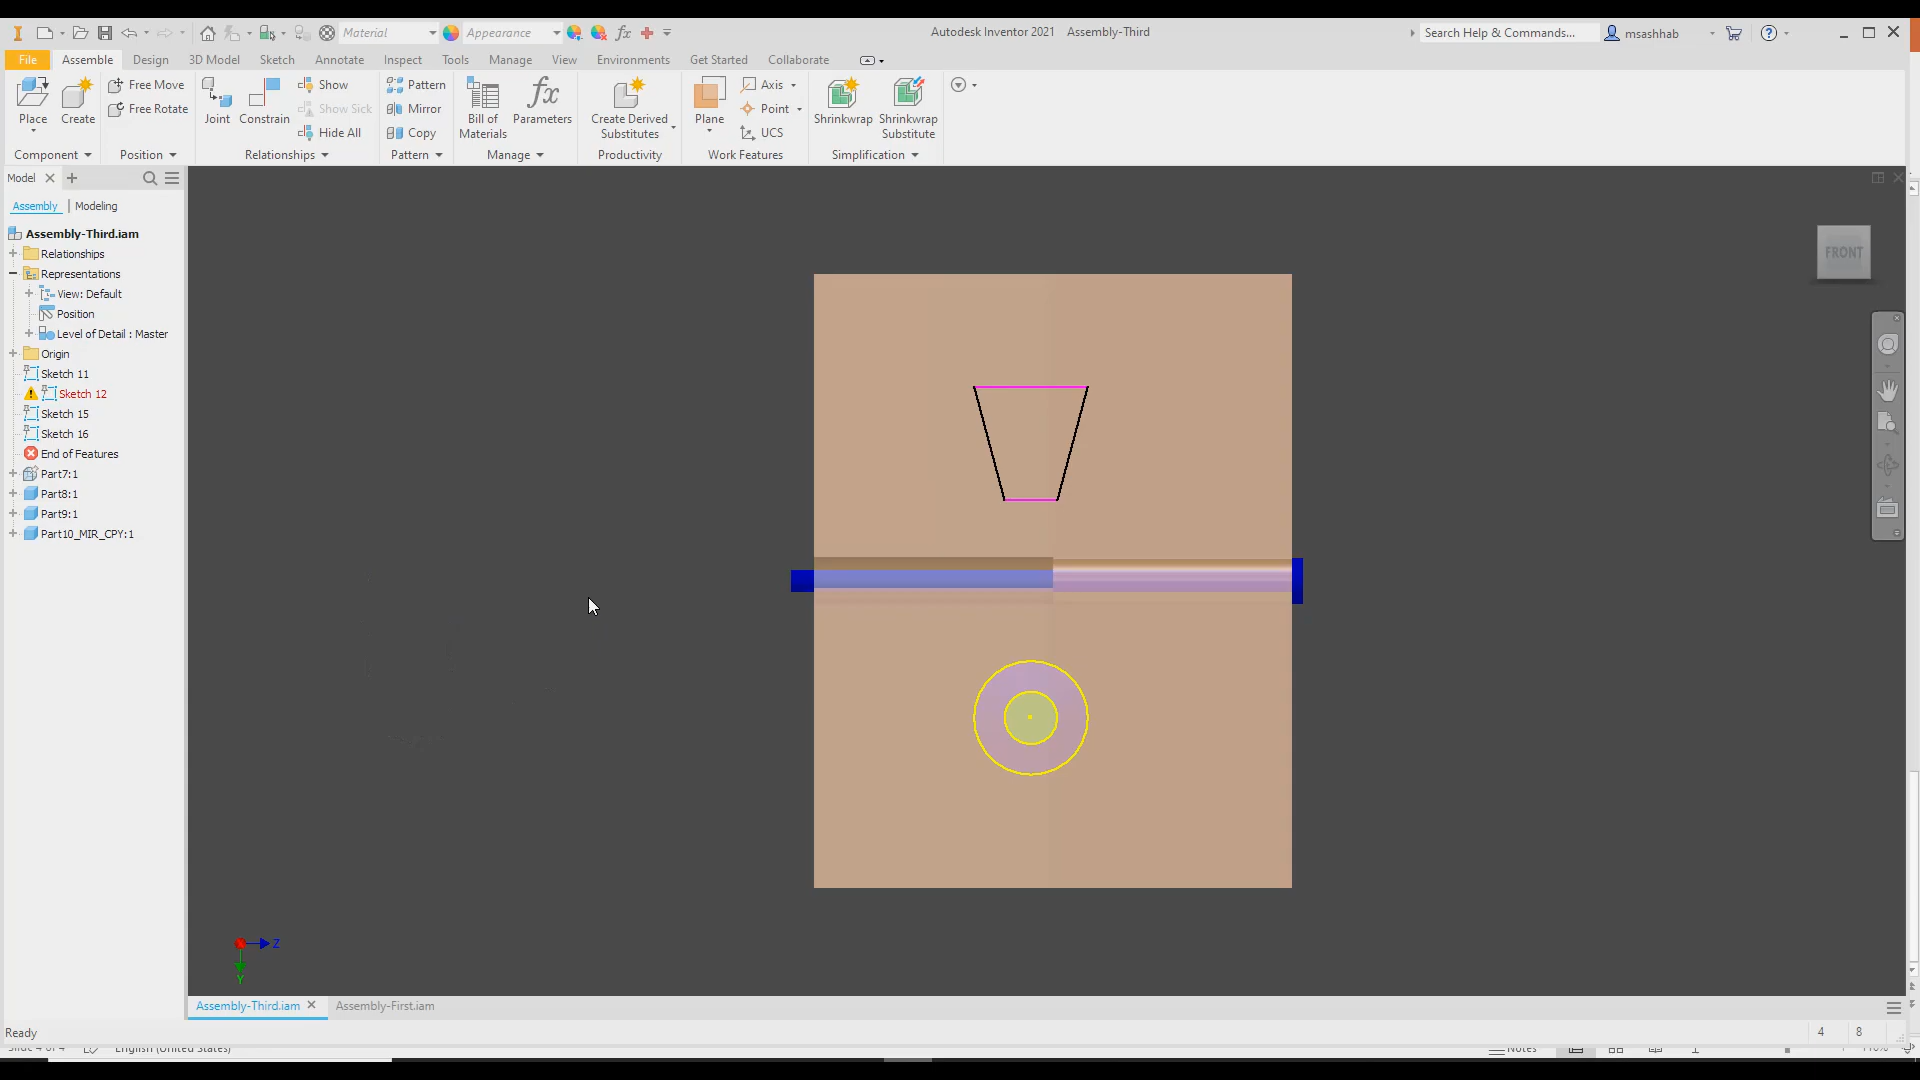 Material
Appearance
Autodesk Inventor 2021 Assembly-Third
Search Help & Commands...
msashhab
File Assemble Design 3D Model Sketch Annotate Inspect Tools Manage View Environments Get Started Collaborate
Place
Create
Free Move
Free Rotate
Joint
Constrain
Show
Show Sick
Hide All
Pattern
Mirror
Copy
Bill of
Materials
Parameters
Create Derived
Substitutes
Plane
Axis
Point
UCS
Shrinkwrap
Shrinkwrap
Substitute
Component Position Relationships Pattern Manage Productivity Work Features Simplification
Model
Assembly Modeling
Assembly-Third.iam
Relationships
Representations
View: Default
Position
Level of Detail : Master
Origin
Sketch 11
Sketch 12
Sketch 15
Sketch 16
End of Features
Part7:1
Part8:1
Part9:1
Part10_MIR_CPY:1
FRONT
Z
Y
Assembly-Third.iam Assembly-First.iam
Ready
4 8
English (United States)
Notes